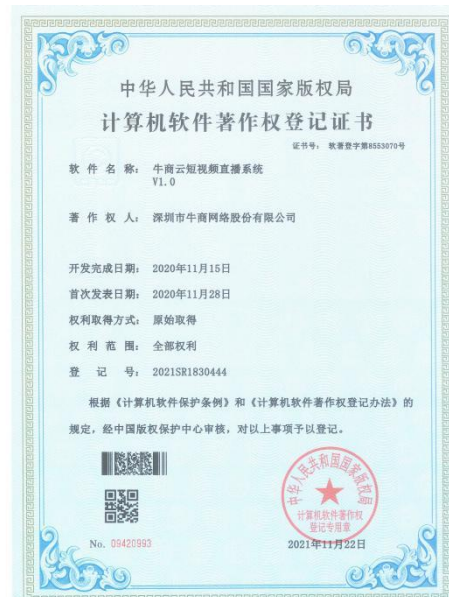 中华人民共和国国家版权局
计算机软件著作权登记证书
证书号： 软著登字第8553070号
软件名称： 牛商云短视频直播系统
V1.0
著作权人： 深圳市牛商网络股份有限公司
开发完成日期： 2020年11月15日
首次发表日期： 2020年11月28日
权利取得方式： 原始取得
权利范围： 全部权利
登记号： 2021SR1830444
根据《计算机软件保护条例》和《计算机软件著作权登记办法》的
规定，经中国版权保护中心审核，对以上事项予以登记。
中华人民共和国国家版权局
计算机软件著作权
登记专用章
No. 09420993
2021年11月22日